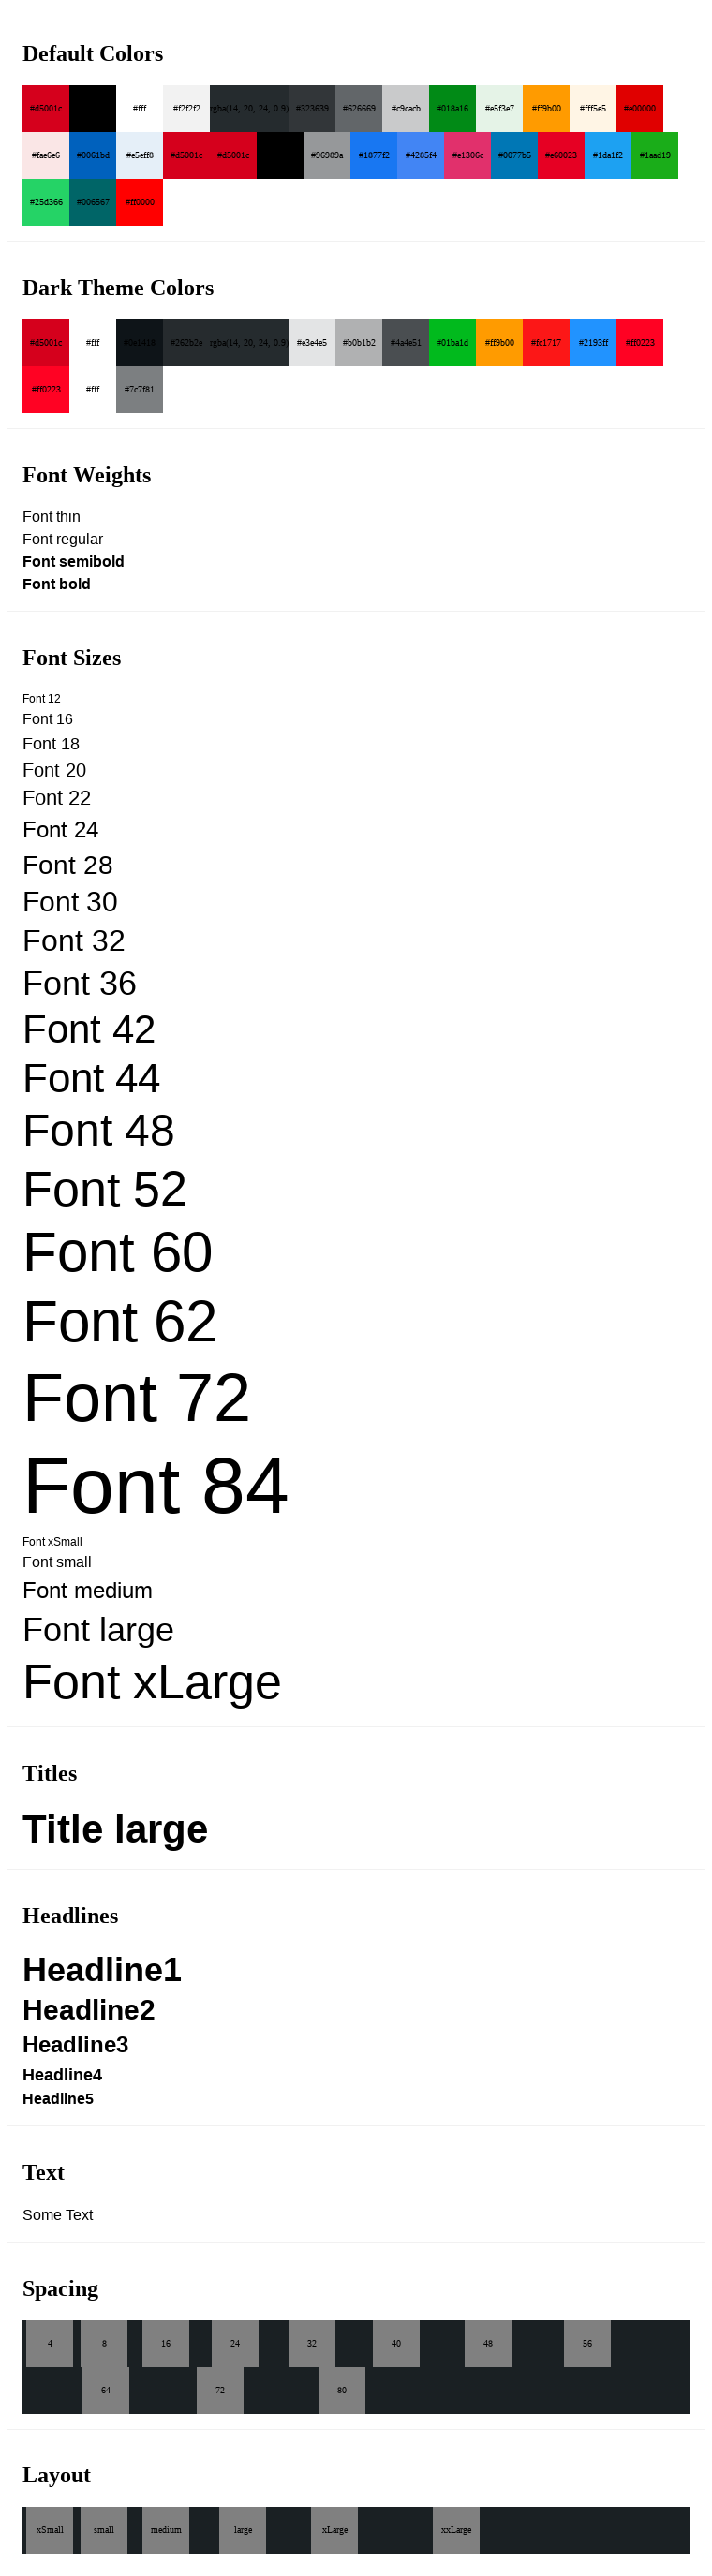 Default Colors
#d5001c #fff #f2f2f2 rgba(14, 20, 24, 0.9) #323639 #626669 #c9cacb #018a16 #e5f3e7 #ff9b00 #fff5e5 #e00000
#fae6e6 #0061bd #e5eff8 #d5001c #d5001c #96989a #1877f2 #4285f4 #e1306c #0077b5 #e60023 #1da1f2 #1aad19
#25d366 #006567 #ff0000
Dark Theme Colors
#d5001c #fff #0e1418 #262b2e rgba(14, 20, 24, 0.9) #e3e4e5 #b0b1b2 #4a4e51 #01ba1d #ff9b00 #fc1717 #2193ff #ff0223
#ff0223 #fff #7c7f81
Font Weights
Font thin
Font regular
Font semibold
Font bold
Font Sizes
Font 12
Font 16
Font 18
Font 20
Font 22
Font 24
Font 28
Font 30
Font 32
Font 36
Font 42
Font 44
Font 48
Font 52
Font 60
Font 62
Font 72
Font 84
Font xSmall
Font small
Font medium
Font large
Font xLarge
Titles
Title large
Headlines
Headline1
Headline2
Headline3
Headline4
Headline5
Text
Some Text
Spacing
4 8 16 24 32 40 48 56
64 72 80
Layout
xSmall small medium large xLarge xxLarge